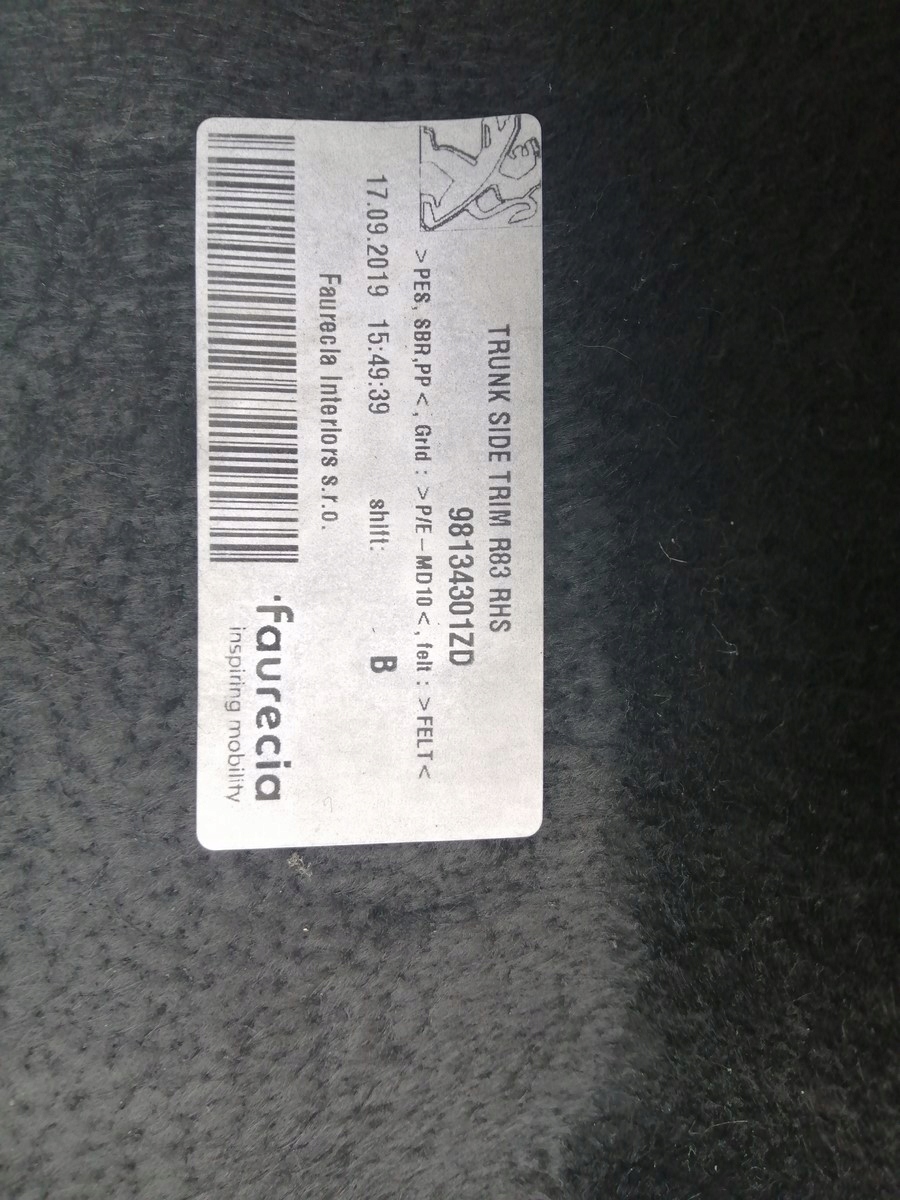 TRUNK SIDE TRIM R83 RHS
98134301ZD
>PES, SBR,PP<, Grid : >P/E-MD10<, felt : >FELT<
17.09.2019 15:49:39 shift: B
Faurecia Interiors s.r.o.
faurecia
inspiring mobility